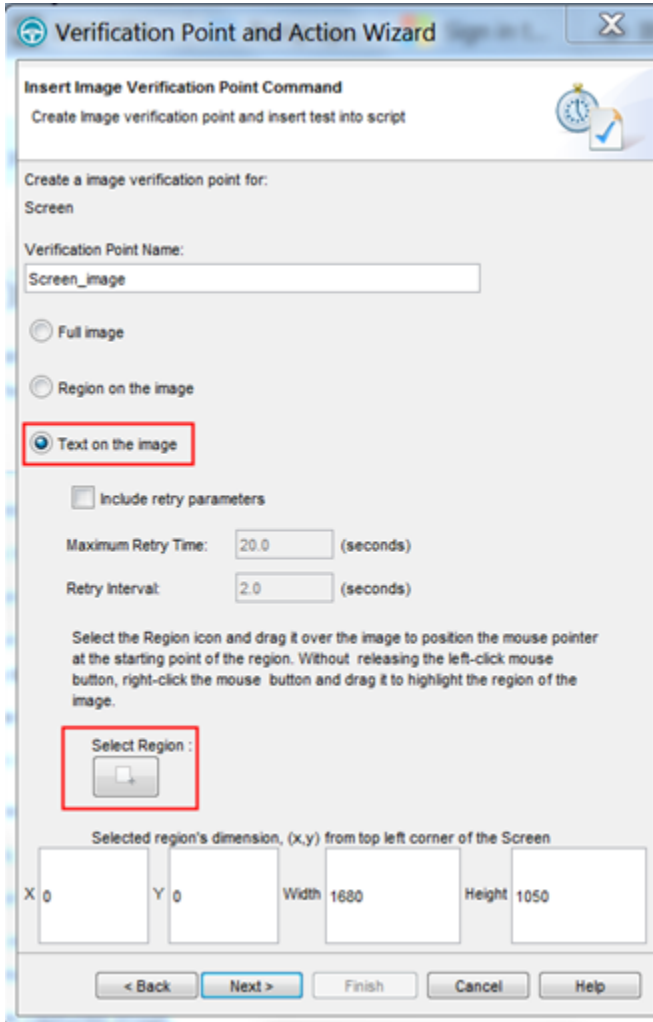 Verification Point and Action Wizard
Insert Image Verification Point Command
Create Image verification point and insert test into script
Create a image verification point for:
Screen
Verification Point Name:
Screen_image
Full image
Region on the image
Text on the image
Include retry parameters
Maximum Retry Time: 20.0 (seconds)
Retry Interval: 2.0 (seconds)
Select the Region icon and drag it over the image to position the mouse pointer
at the starting point of the region. Without releasing the left-click mouse
button, right-click the mouse button and drag it to highlight the region of the
image.
Select Region :
Selected region's dimension, (x,y) from top left corner of the Screen
X 0 Y 0 Width 1680 Height 1050
< Back Next > Finish Cancel Help